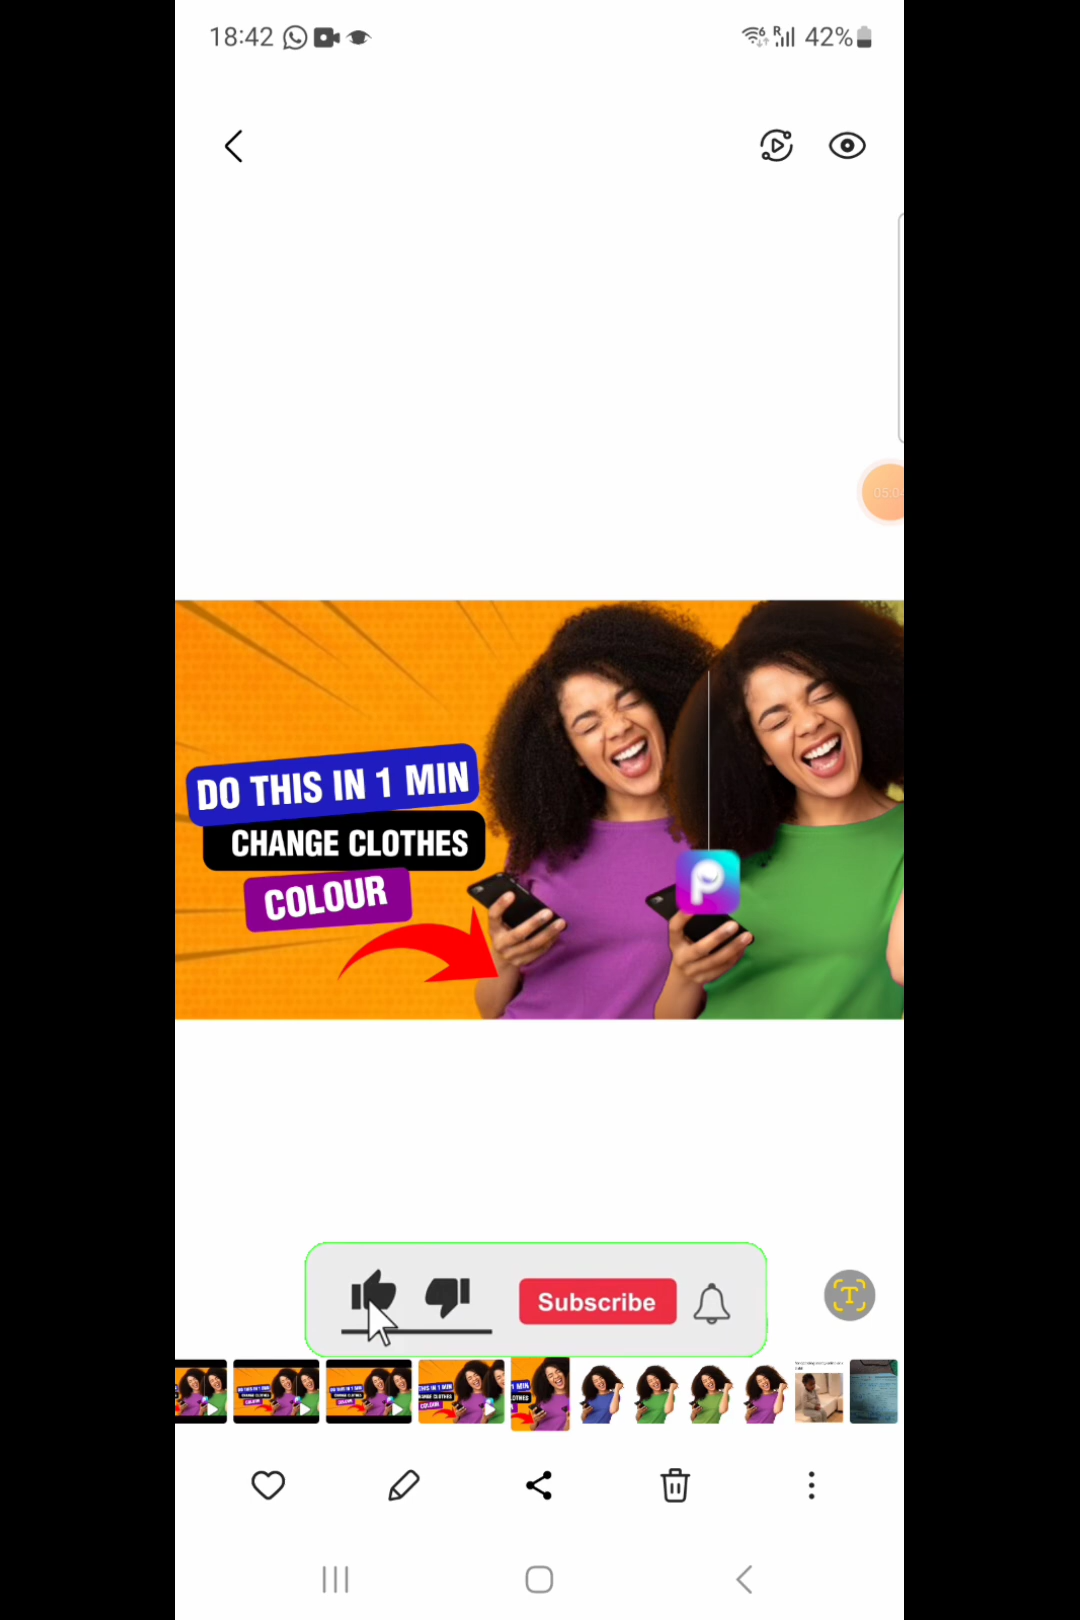 18:42
R
42%
DO THIS IN 1 MIN
CHANGE CLOTHES
COLOUR
P
Subscribe
T